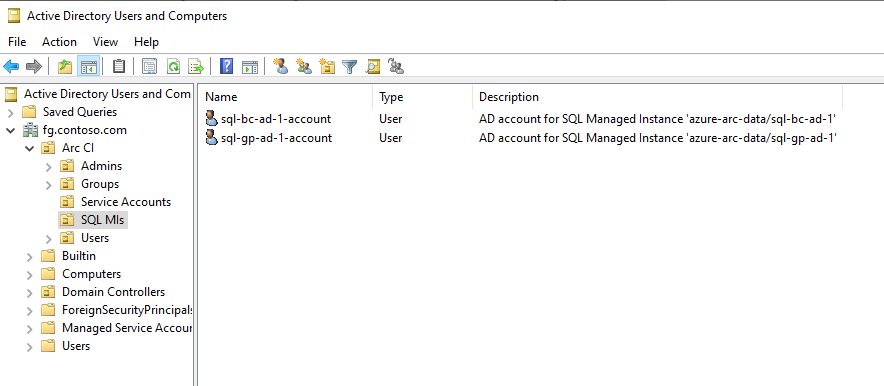 Active Directory Users and Computers
File Action View Help
Active Directory Users and Com
Saved Queries
fg.contoso.com
Arc CI
Admins
Groups
Service Accounts
SQL MIs
Users
Builtin
Computers
Domain Controllers
ForeignSecurityPrincipals
Managed Service Accour
Users
Name Type Description
sql-bc-ad-1-account User AD account for SQL Managed Instance 'azure-arc-data/sql-bc-ad-1'
sql-gp-ad-1-account User AD account for SQL Managed Instance 'azure-arc-data/sql-gp-ad-1'